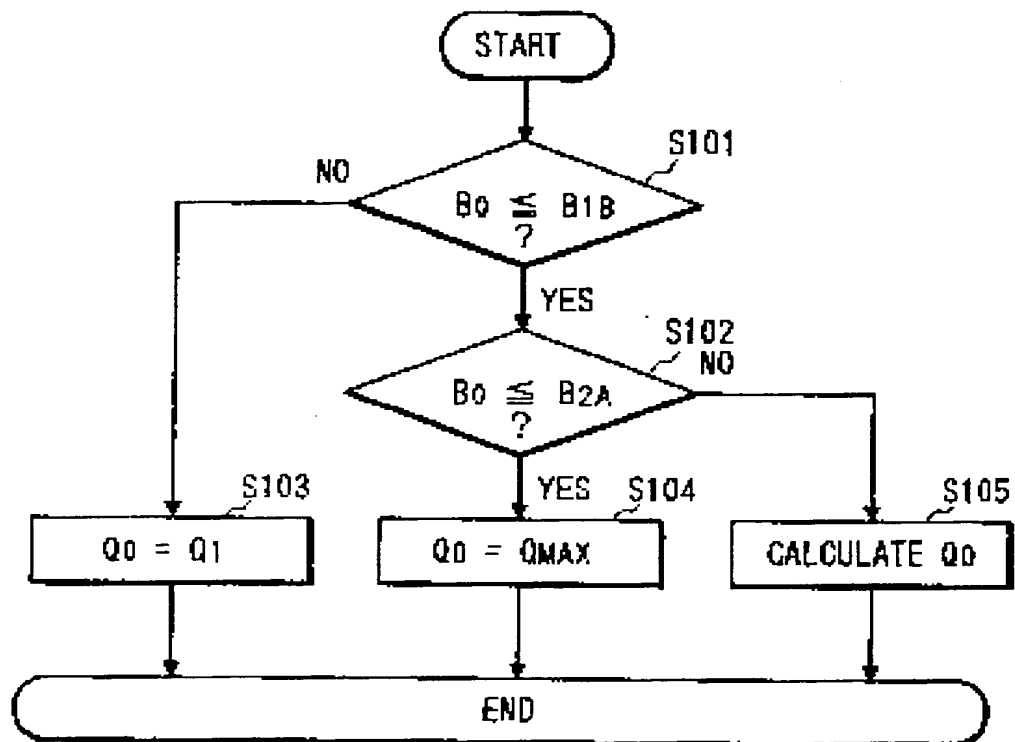 START
S101
NO
B0 ≦ B1B
?
YES
S102
NO
B0 ≦ B2A
?
YES
S103
S104
S105
Q0 = Q1
Q0 = QMAX
CALCULATE Q0
END